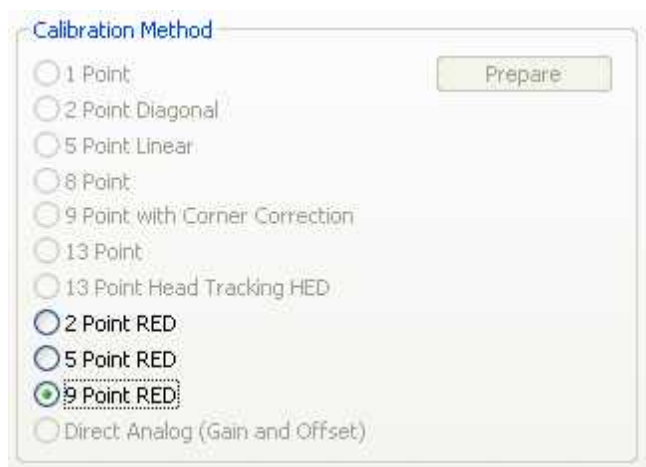 Calibration Method
1 Point
Prepare
2 Point Diagonal
5 Point Linear
8 Point
9 Point with Corner Correction
13 Point
13 Point Head Tracking HED
2 Point RED
5 Point RED
9 Point RED
Direct Analog (Gain and Offset)